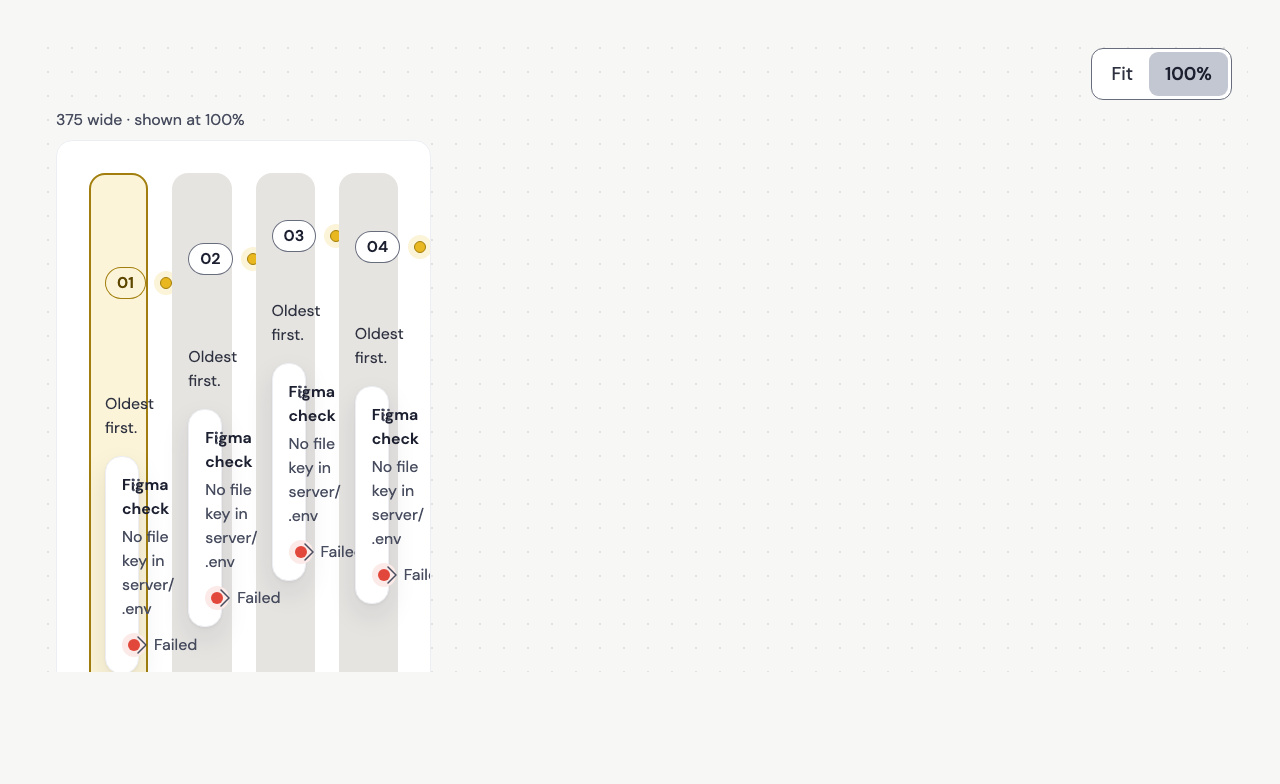 Fit
100%
375 wide · shown at 100%
01
Oldest
first.
Figma
check
No file
key in
server/
.env
Failed
02
Oldest
first.
Figma
check
No file
key in
server/
.env
Failed
03
Oldest
first.
Figma
check
No file
key in
server/
.env
Faile
04
Oldest
first.
Figma
check
No file
key in
server/
.env
Fail